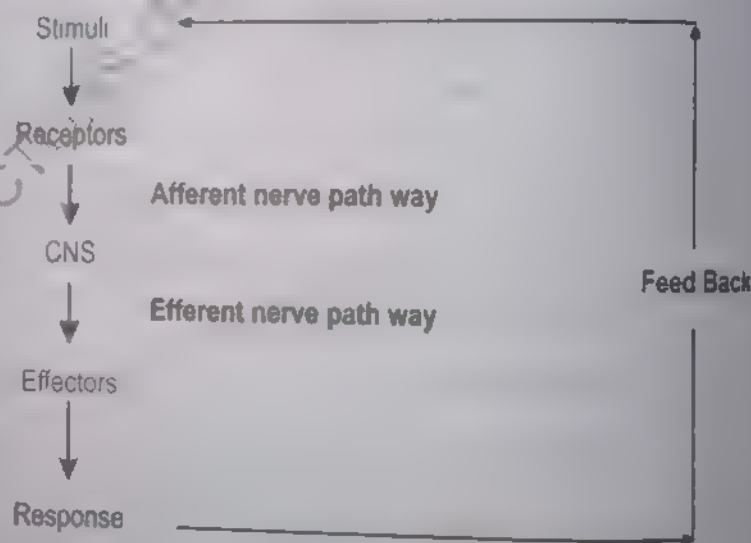 Stimuli
Receptors
Afferent nerve path way
CNS
Feed Back
Efferent nerve path way
Effectors
Response